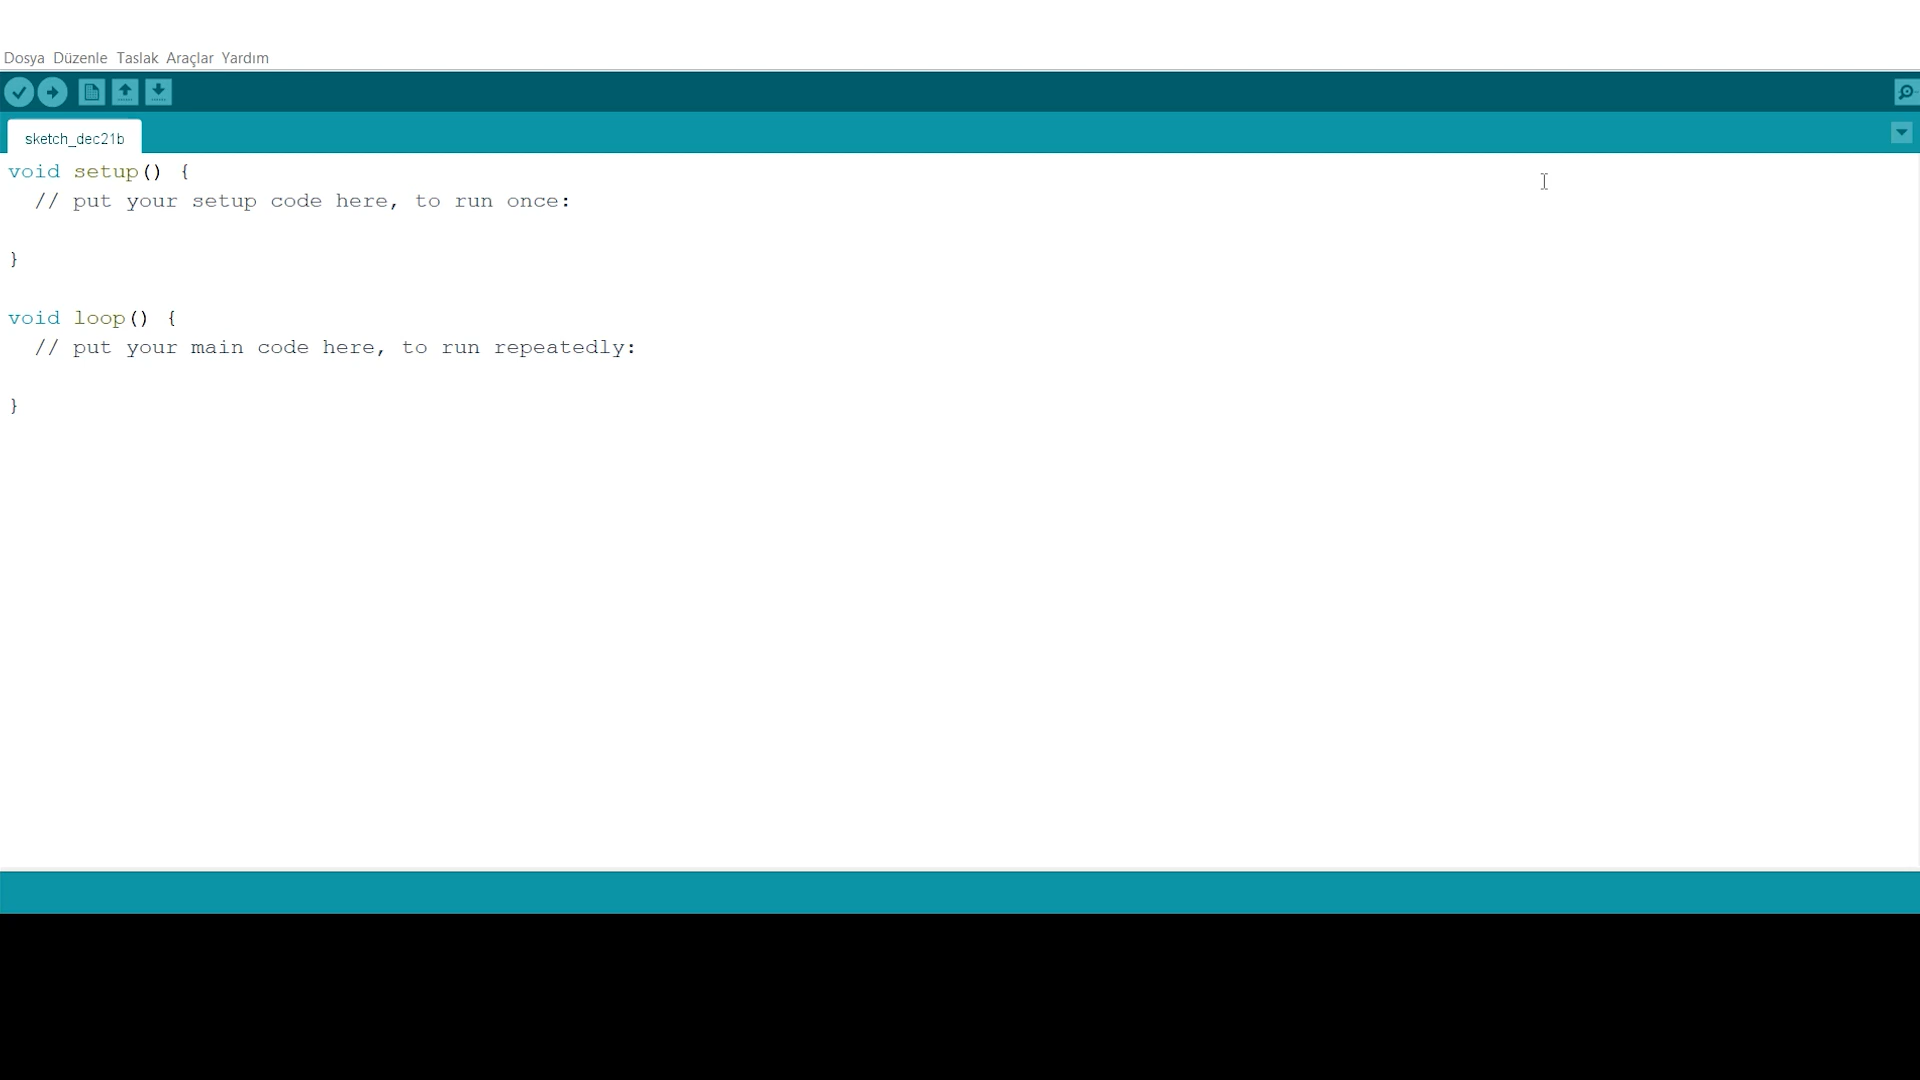 Dosya Düzenle Taslak Araçlar Yardım
sketch_dec21b
void setup() {
  // put your setup code here, to run once:
}
void loop() {
  // put your main code here, to run repeatedly:
}